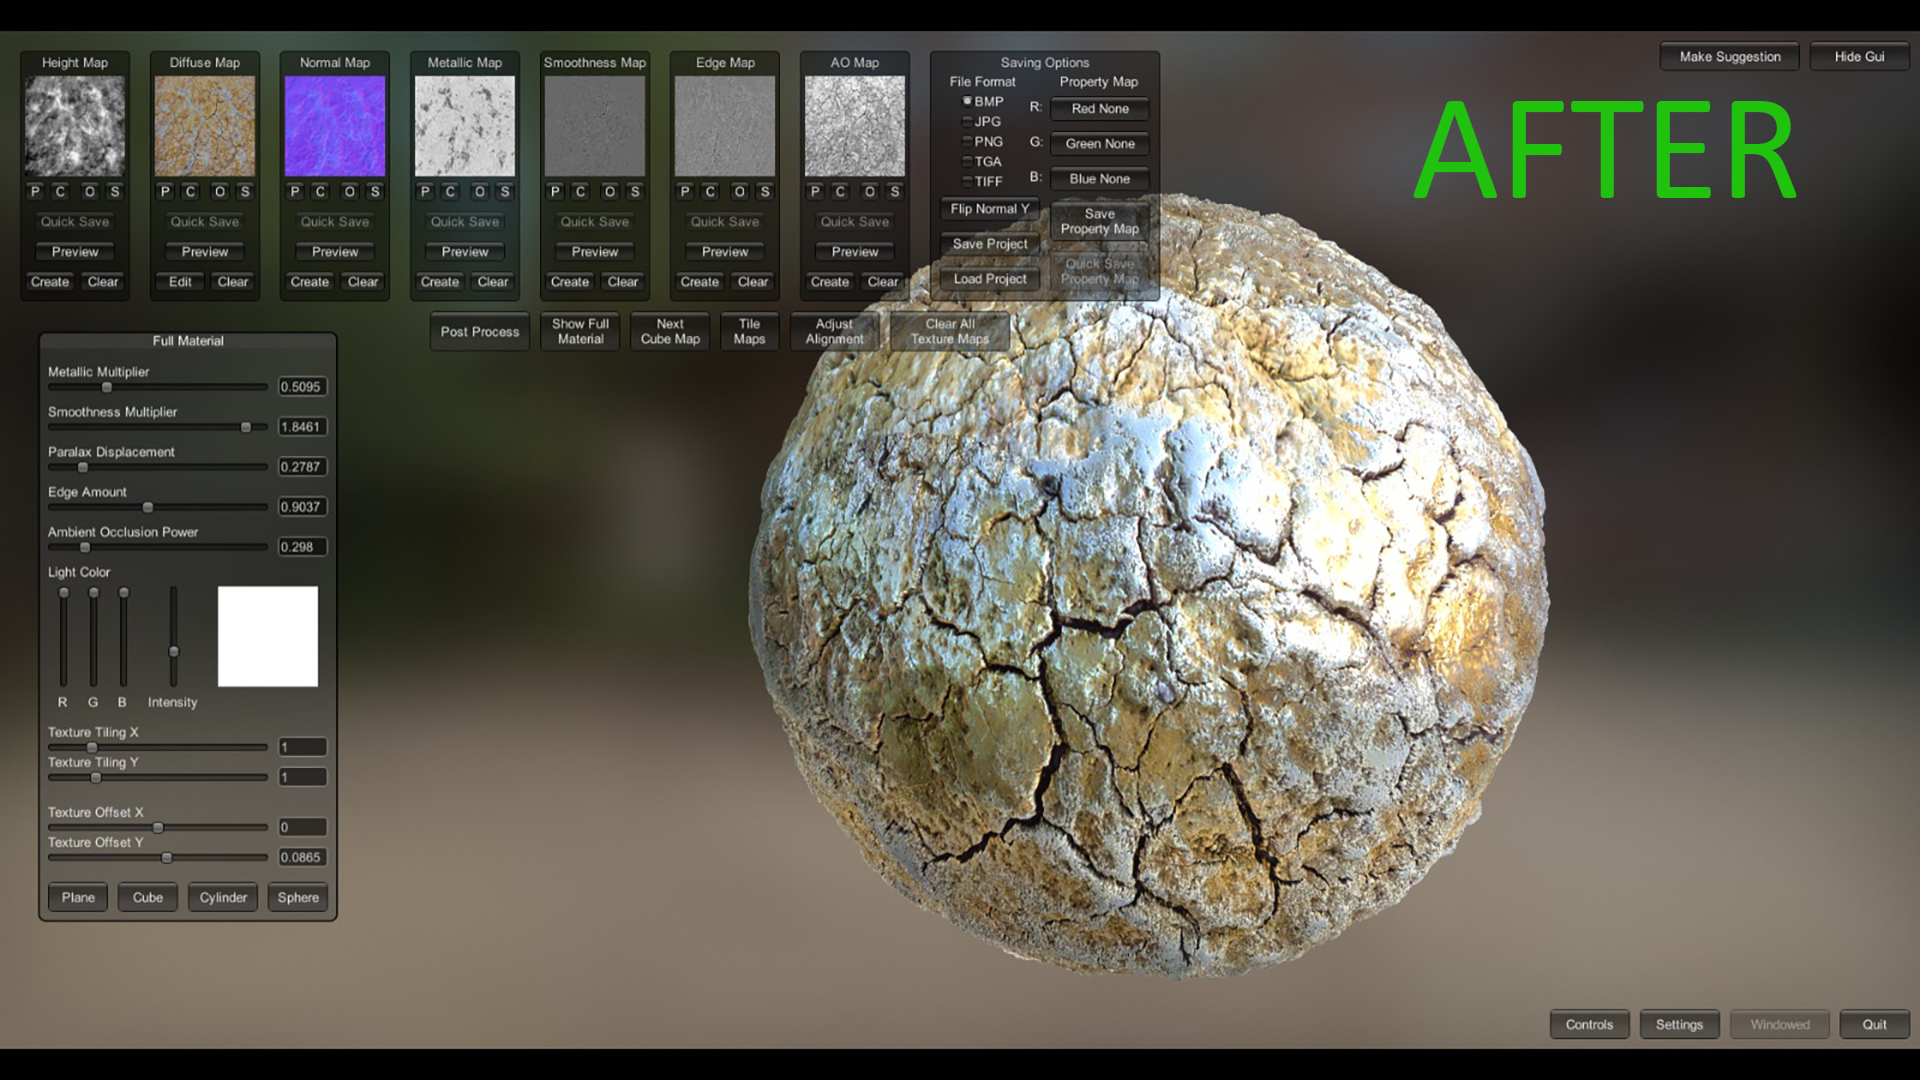 Height Map Diffuse Map Normal Map Metallic Map Smoothness Map Edge Map AO Map
P C O S P C O S P C O S P C O S P C O S P C O S P C O S
Quick Save Quick Save Quick Save Quick Save Quick Save Quick Save Quick Save
Preview Preview Preview Preview Preview Preview Preview
Create Clear Edit Clear Create Clear Create Clear Create Clear Create Clear Create Clear
Saving Options
File Format Property Map
BMP
JPG
PNG
TGA
TIFF
R: Red None
G: Green None
B: Blue None
Flip Normal Y
Save Project
Load Project
Save
Property Map
Quick Save
Property Map
Make Suggestion Hide Gui
AFTER
Post Process
Show Full
Material
Next
Cube Map
Tile
Maps
Adjust
Alignment
Clear All
Texture Maps
Full Material
Metallic Multiplier
0.5095
Smoothness Multiplier
1.8461
Paralax Displacement
0.2787
Edge Amount
0.9037
Ambient Occlusion Power
0.298
Light Color
R G B Intensity
Texture Tiling X
1
Texture Tiling Y
1
Texture Offset X
0
Texture Offset Y
0.0865
Plane Cube Cylinder Sphere
Controls Settings Windowed Quit